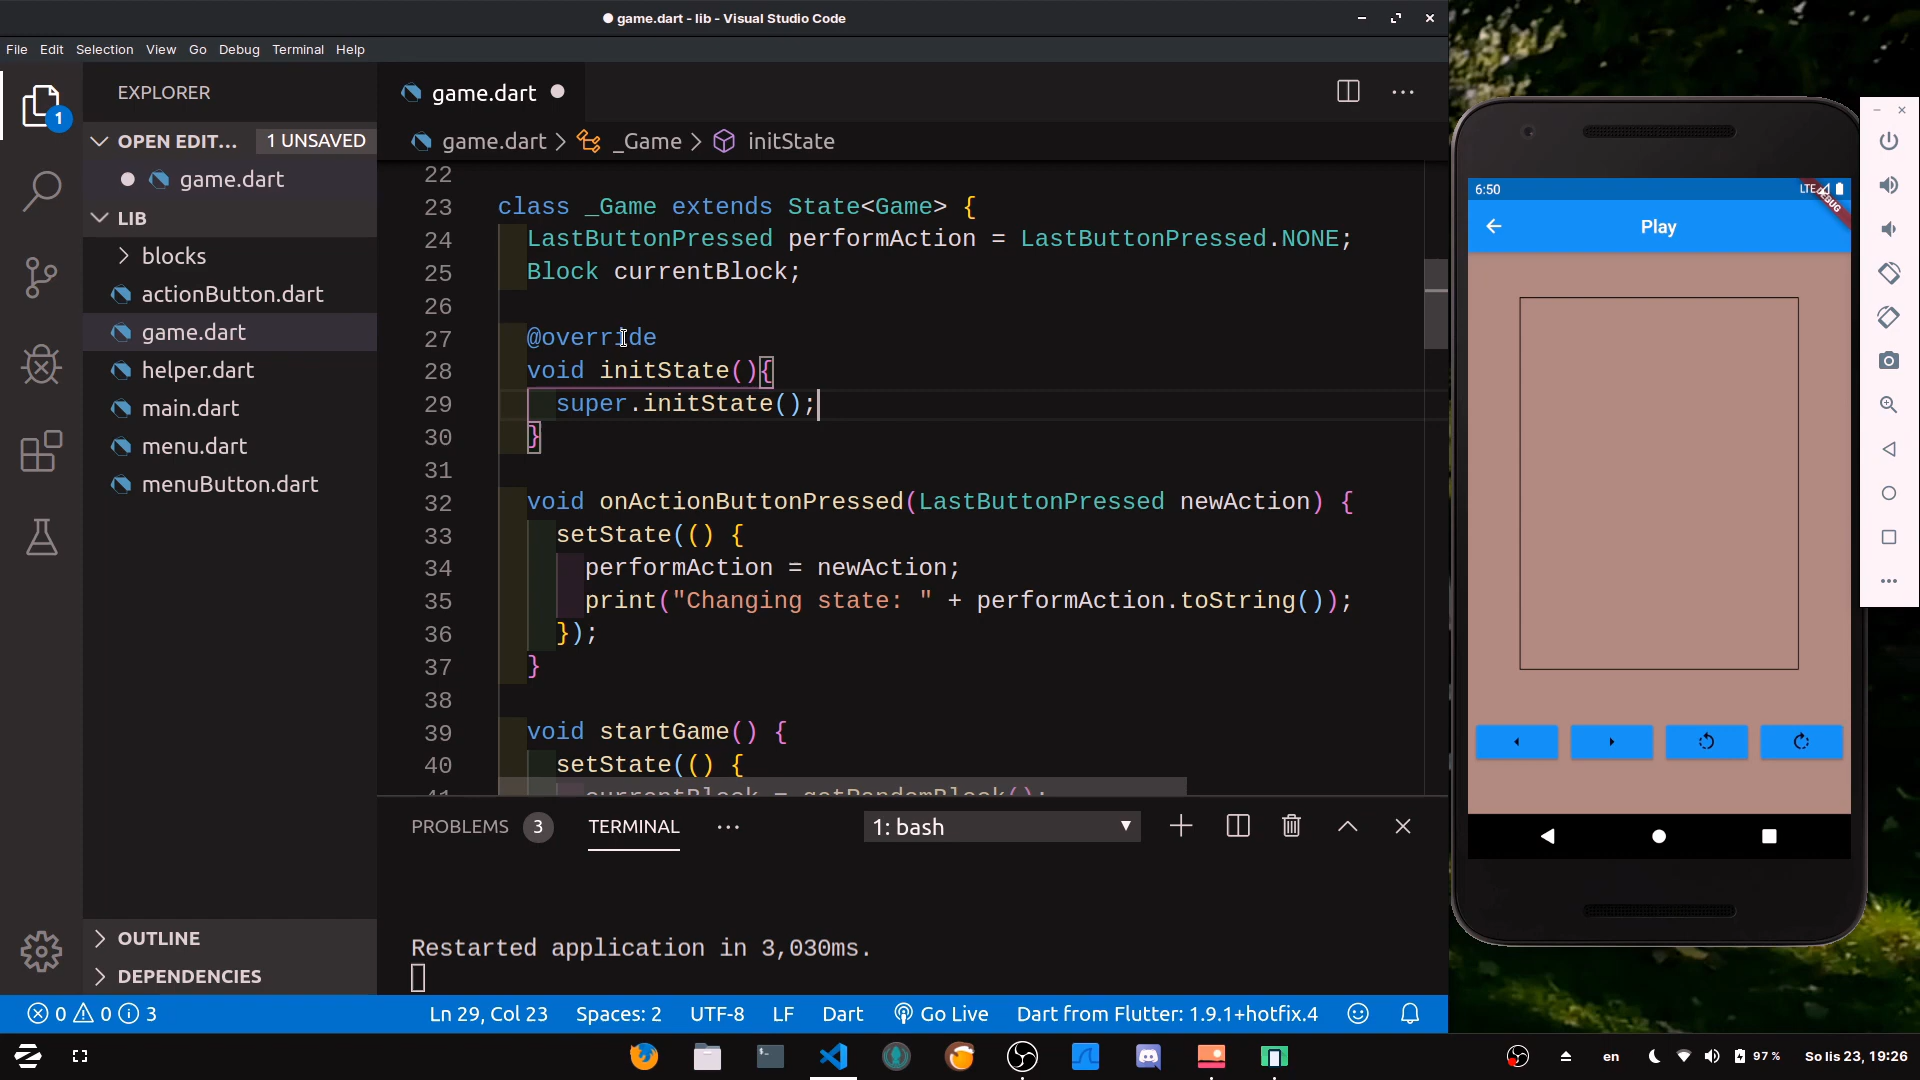 game.dart - lib - Visual Studio Code
File Edit Selection View Go Debug Terminal Help
EXPLORER
OPEN EDIT... 1 UNSAVED
game.dart
LIB
blocks
actionButton.dart
game.dart
helper.dart
main.dart
menu.dart
menuButton.dart
OUTLINE
DEPENDENCIES
1
game.dart
game.dart > _Game > initState
22
23 class _Game extends State<Game> {
24 LastButtonPressed performAction = LastButtonPressed.NONE;
25 Block currentBlock;
26
27 @override
28 void initState(){
29 super.initState();
30 }
31
32 void onActionButtonPressed(LastButtonPressed newAction) {
33 setState(() {
34 performAction = newAction;
35 print("Changing state: " + performAction.toString());
36 });
37 }
38
39 void startGame() {
40 setState(() {
41 currentBlock = getRandomBlock();
PROBLEMS 3 TERMINAL ... 1: bash
Restarted application in 3,030ms.
0 0 3 Ln 29, Col 23 Spaces: 2 UTF-8 LF Dart Go Live Dart from Flutter: 1.9.1+hotfix.4
6:50 LTE
DEBUG
Play
en 97 % So lis 23, 19:26